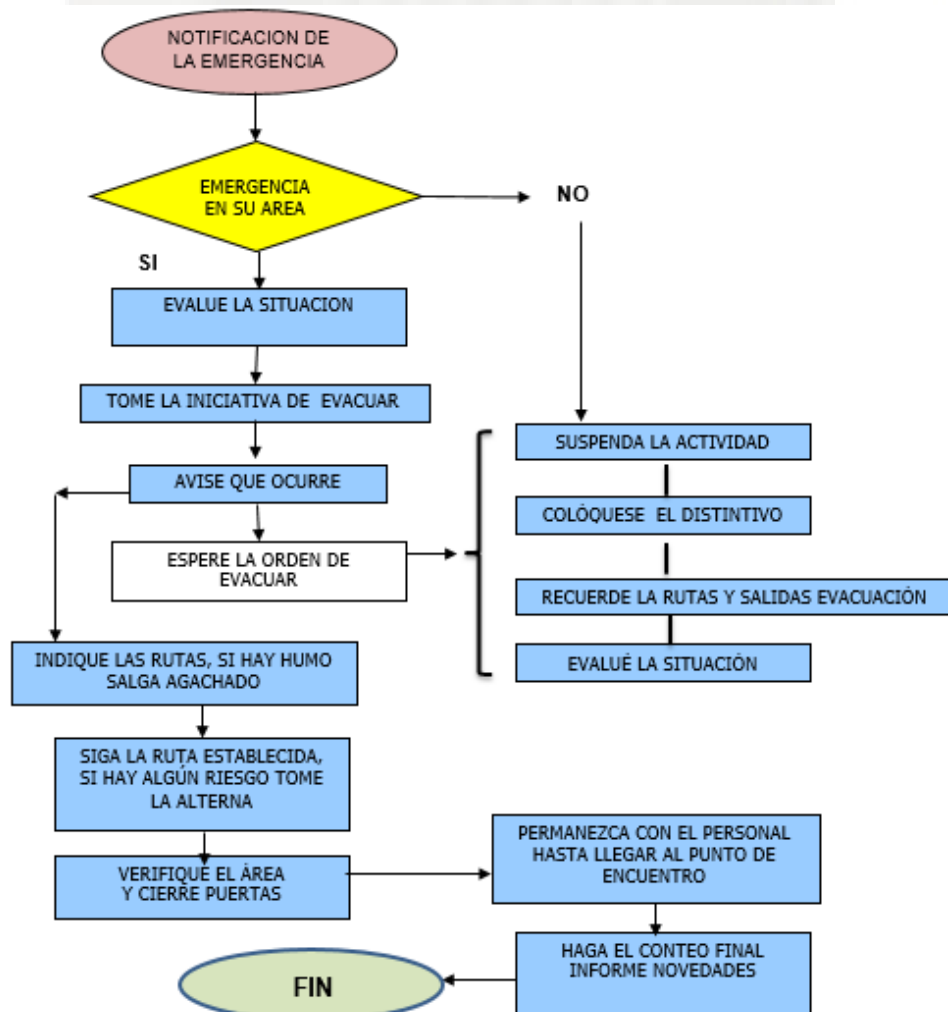 NOTIFICACION DE
LA EMERGENCIA
EMERGENCIA
EN SU AREA
NO
SI
EVALUE LA SITUACION
TOME LA INICIATIVA DE EVACUAR
SUSPENDA LA ACTIVIDAD
AVISE QUE OCURRE
COLÓQUESE EL DISTINTIVO
ESPERE LA ORDEN DE
EVACUAR
RECUERDE LA RUTAS Y SALIDAS EVACUACIÓN
EVALUÉ LA SITUACIÓN
INDIQUE LAS RUTAS, SI HAY HUMO
SALGA AGACHADO
SIGA LA RUTA ESTABLECIDA,
SI HAY ALGÚN RIESGO TOME
LA ALTERNA
VERIFIQUE EL ÁREA
Y CIERRE PUERTAS
PERMANEZCA CON EL PERSONAL
HASTA LLEGAR AL PUNTO DE
ENCUENTRO
HAGA EL CONTEO FINAL
INFORME NOVEDADES
FIN